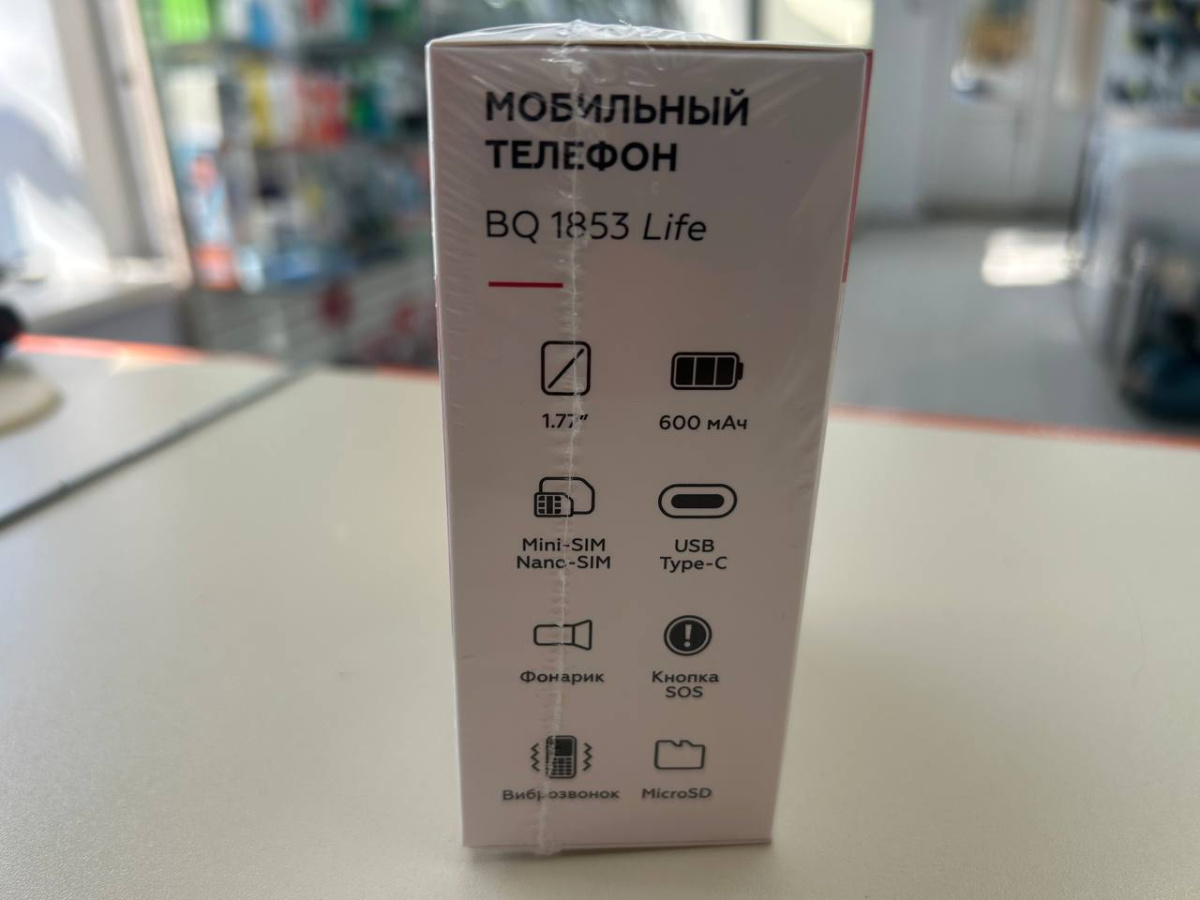 МОБИЛЬНЫЙ
ТЕЛЕФОН
BQ 1853 Life
1.77"
600 мАч
Mini-SIM
Nano-SIM
USB
Type-C
Фонарик
Кнопка
SOS
Виброзвонок
MicroSD